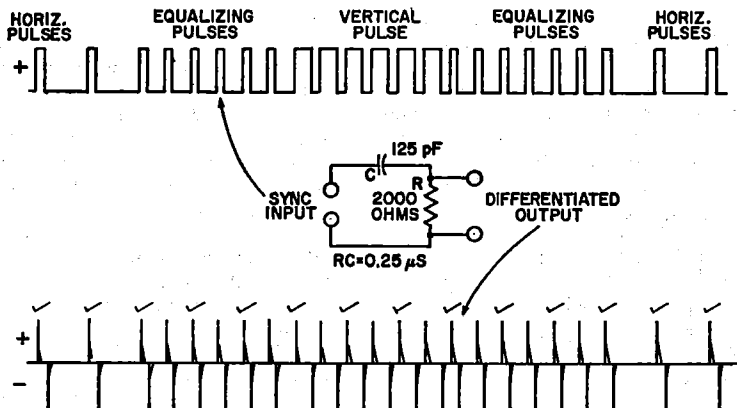 HORIZ.
PULSES
EQUALIZING
PULSES
VERTICAL
PULSE
EQUALIZING
PULSES
HORIZ.
PULSES
+
125 pF
C
R
2000
OHMS
SYNC
INPUT
DIFFERENTIATED
OUTPUT
RC=0.25 µS
+
−